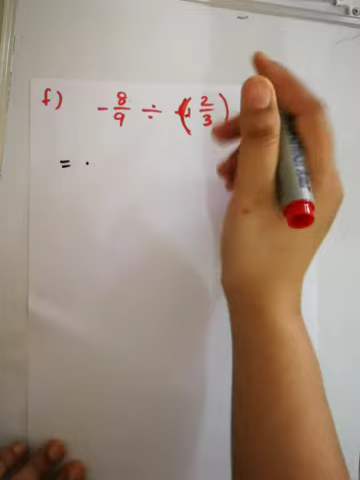 f) - 8/9 ÷ (2/3)
= .